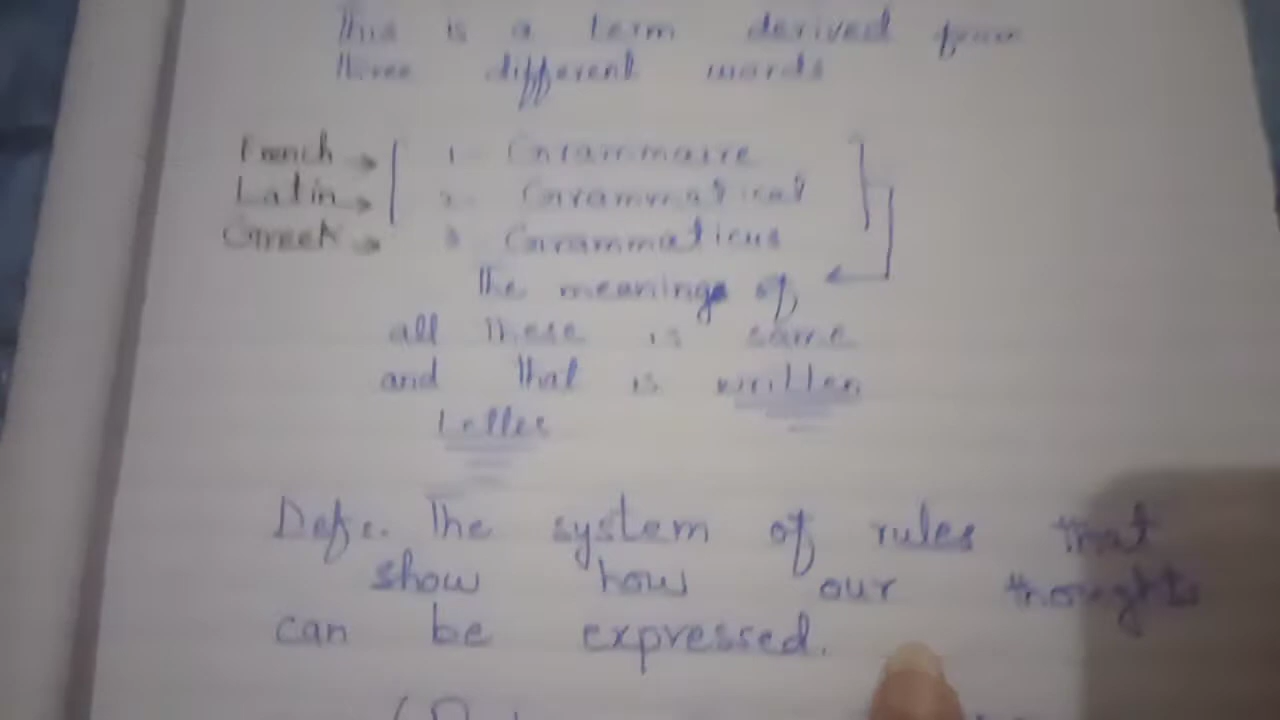 This is a term derived from
three different words
French → 1- Grammaire
Latin → 2- Grammatical
Greek → 3 Grammaticus
The meanings of
all these is same
and that is written
Letter
Def:. The system of rules that
show how our thoughts
can be expressed.